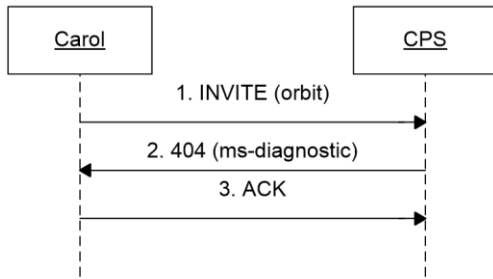 Carol
CPS
1. INVITE (orbit)
2. 404 (ms-diagnostic)
3. ACK